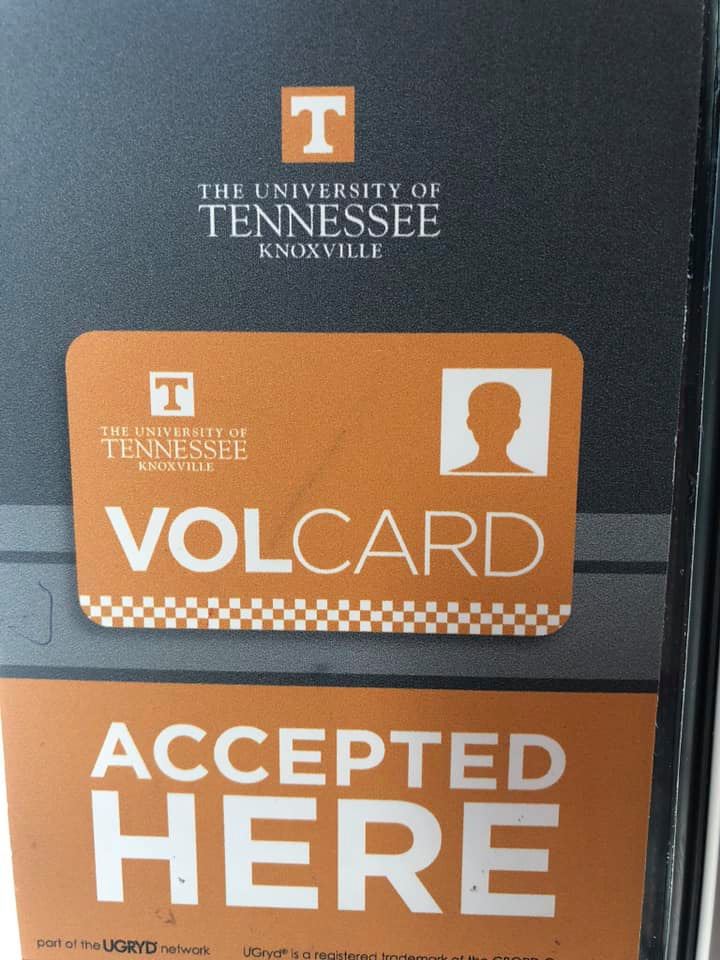 T
THE UNIVERSITY OF
TENNESSEE
KNOXVILLE
T
THE UNIVERSITY OF
TENNESSEE
KNOXVILLE
VOLCARD
ACCEPTED
HERE
part of the UGRYD network
UGryd® is a registered trademark of the